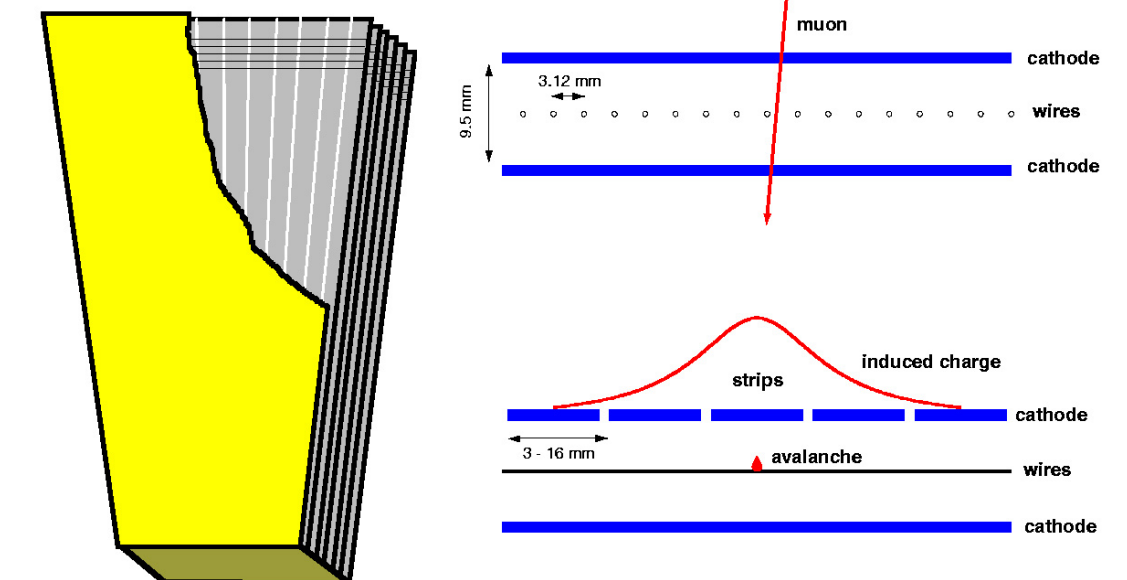 muon
cathode
3.12 mm
9.5 mm
wires
cathode
induced charge
strips
cathode
3 - 16 mm
avalanche
wires
cathode